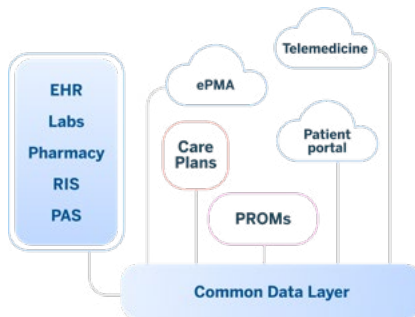 EHR
Labs
Pharmacy
RIS
PAS
ePMA
Telemedicine
Care
Plans
Patient
portal
PROMs
Common Data Layer